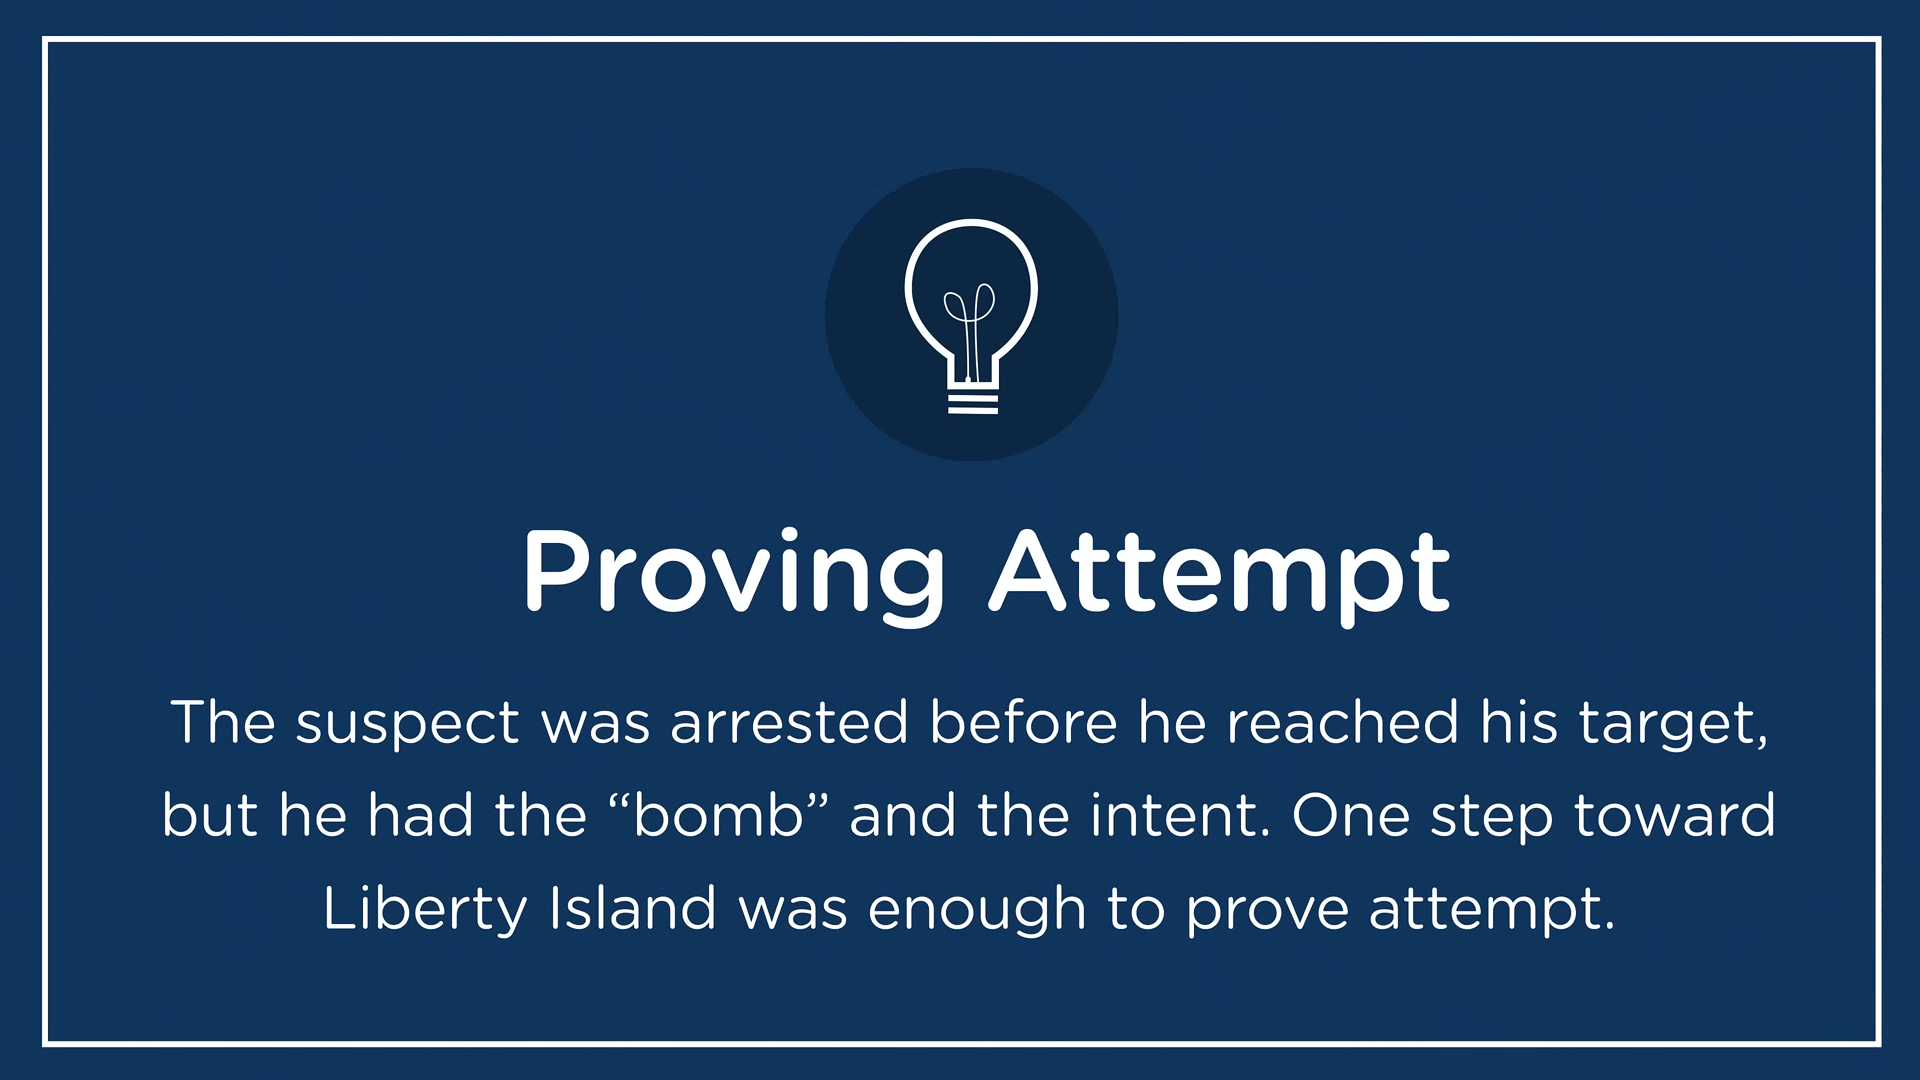 Proving Attempt
The suspect was arrested before he reached his target,
but he had the “bomb” and the intent. One step toward
Liberty Island was enough to prove attempt.